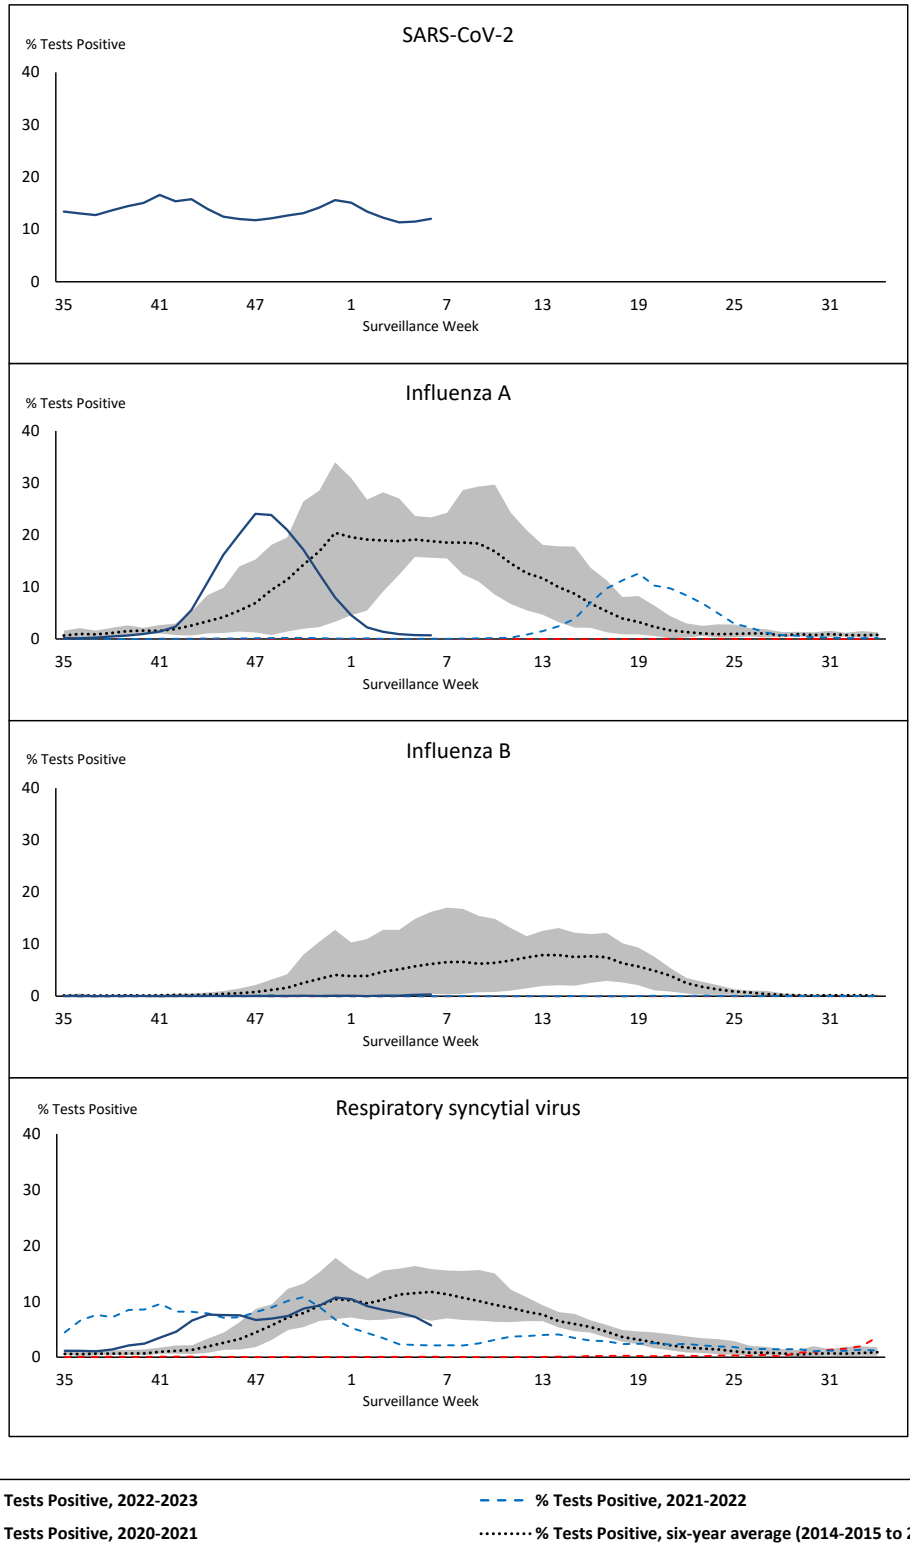 SARS-CoV-2
% Tests Positive
40
30
20
10
0
35 41 47 1 7 13 19 25 31
Surveillance Week
Influenza A
% Tests Positive
40
30
20
10
0
35 41 47 1 7 13 19 25 31
Surveillance Week
Influenza B
% Tests Positive
40
30
20
10
0
35 41 47 1 7 13 19 25 31
Surveillance Week
Respiratory syncytial virus
% Tests Positive
40
30
20
10
0
35 41 47 1 7 13 19 25 31
Surveillance Week
Tests Positive, 2022-2023 % Tests Positive, 2021-2022
Tests Positive, 2020-2021 % Tests Positive, six-year average (2014-2015 to